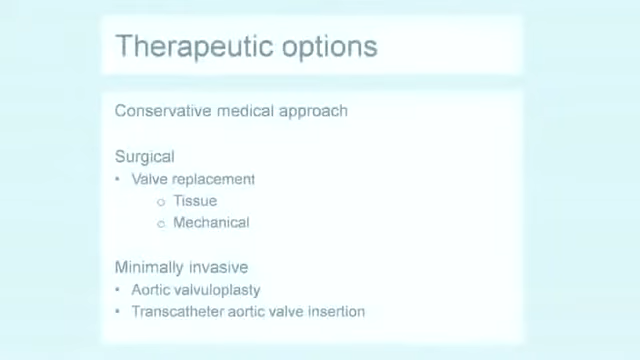 Therapeutic options
Conservative medical approach
Surgical
• Valve replacement
o Tissue
o Mechanical
Minimally invasive
• Aortic valvuloplasty
• Transcatheter aortic valve insertion